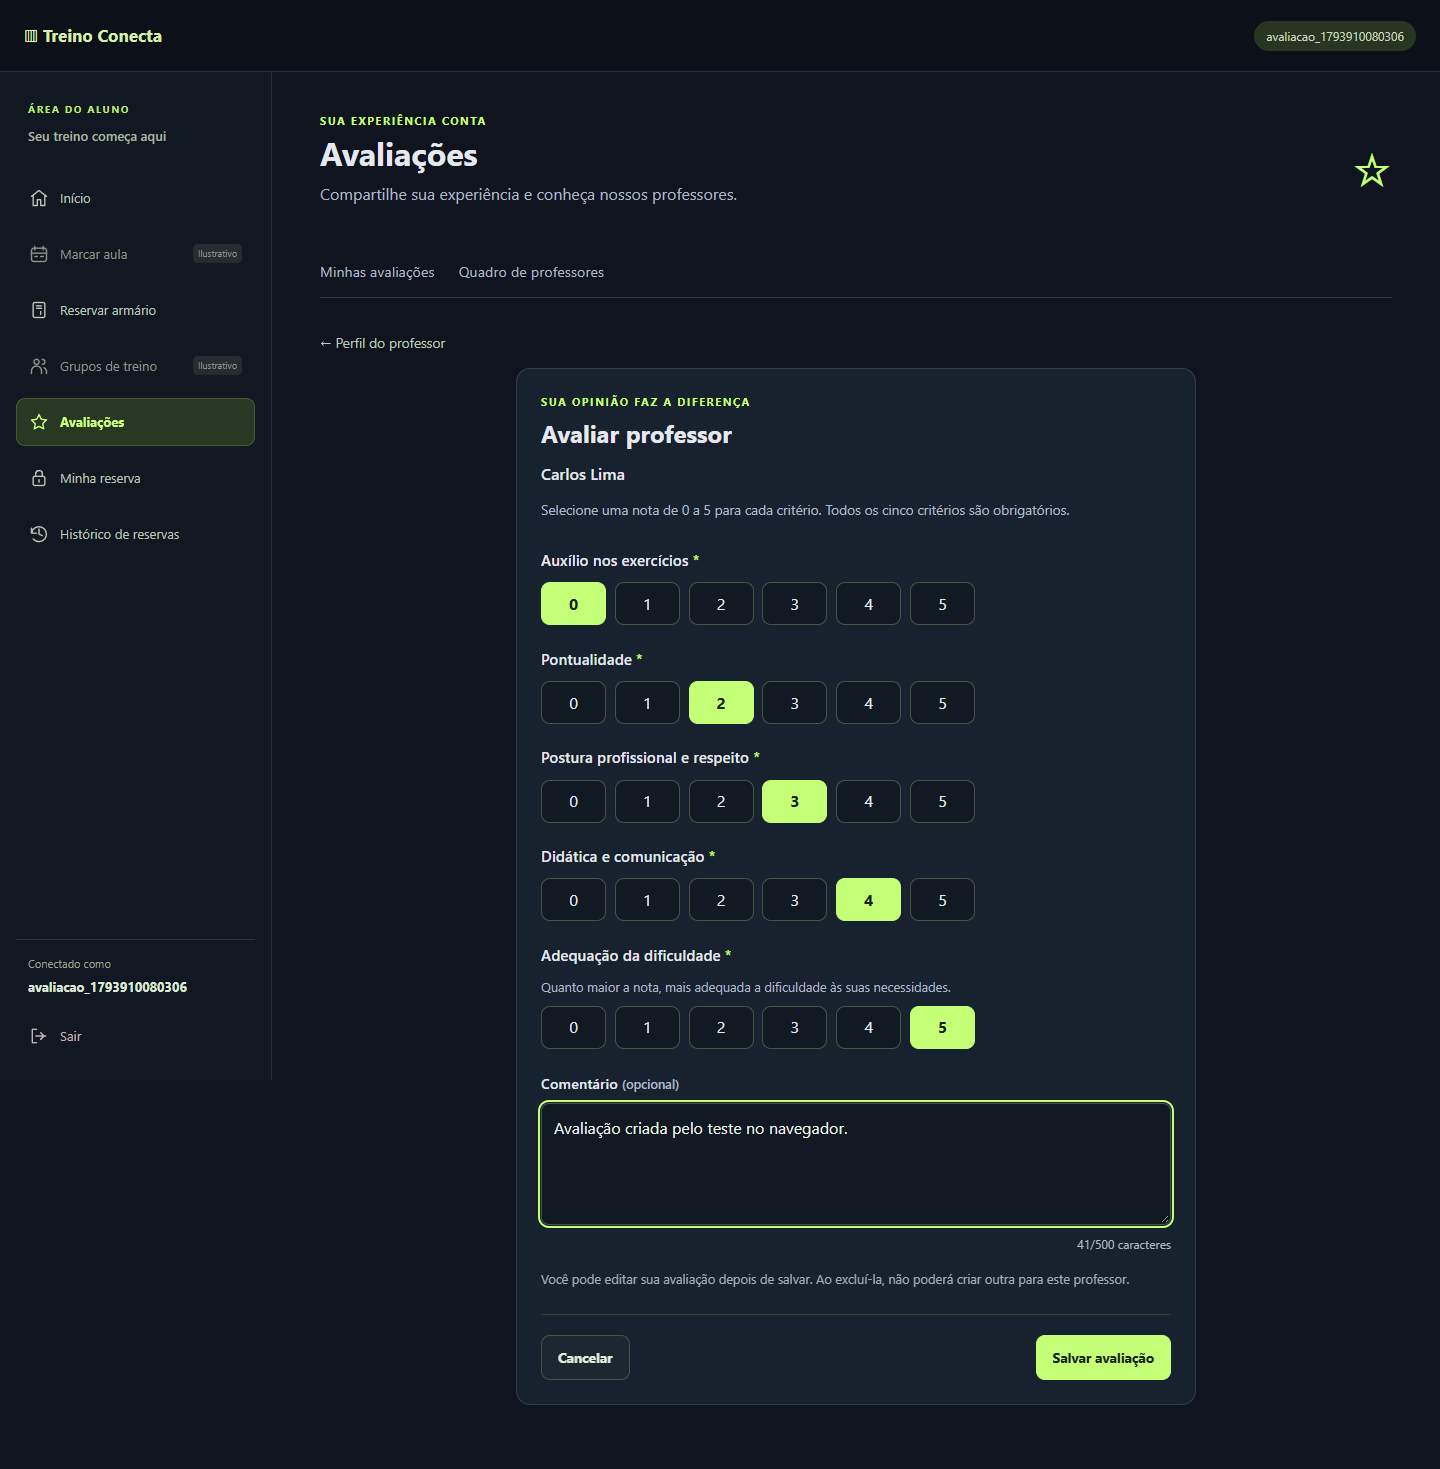 Treino Conecta
avaliacao_1793910080306
ÁREA DO ALUNO
Seu treino começa aqui
Início
Marcar aula
Ilustrativo
Reservar armário
Grupos de treino
Ilustrativo
Avaliações
Minha reserva
Histórico de reservas
Conectado como
avaliacao_1793910080306
Sair
SUA EXPERIÊNCIA CONTA
Avaliações
Compartilhe sua experiência e conheça nossos professores.
Minhas avaliações Quadro de professores
← Perfil do professor
SUA OPINIÃO FAZ A DIFERENÇA
Avaliar professor
Carlos Lima
Selecione uma nota de 0 a 5 para cada critério. Todos os cinco critérios são obrigatórios.
Auxílio nos exercícios *
0 1 2 3 4 5
Pontualidade *
0 1 2 3 4 5
Postura profissional e respeito *
0 1 2 3 4 5
Didática e comunicação *
0 1 2 3 4 5
Adequação da dificuldade *
Quanto maior a nota, mais adequada a dificuldade às suas necessidades.
0 1 2 3 4 5
Comentário (opcional)
Avaliação criada pelo teste no navegador.
41/500 caracteres
Você pode editar sua avaliação depois de salvar. Ao excluí-la, não poderá criar outra para este professor.
Cancelar
Salvar avaliação